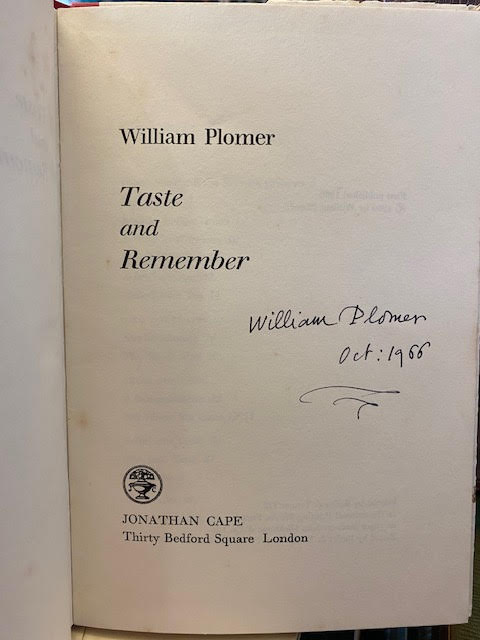 William Plomer
Taste
and
Remember
William Plomer
Oct: 1966
JONATHAN CAPE
Thirty Bedford Square London